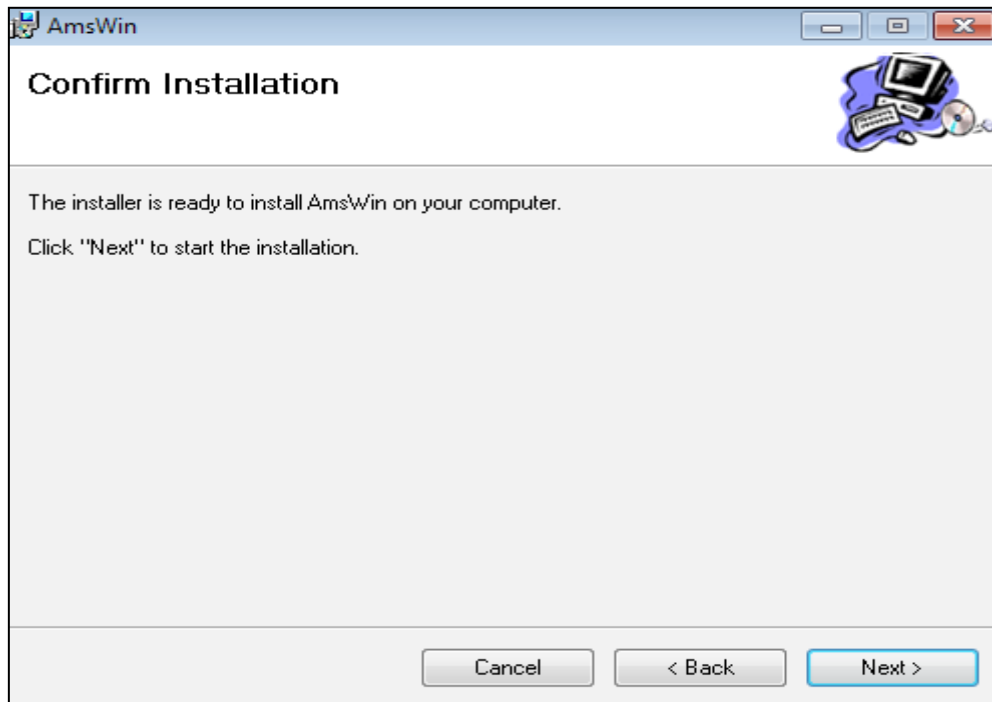 AmsWin
Confirm Installation
The installer is ready to install AmsWin on your computer.
Click "Next" to start the installation.
Cancel
< Back
Next >